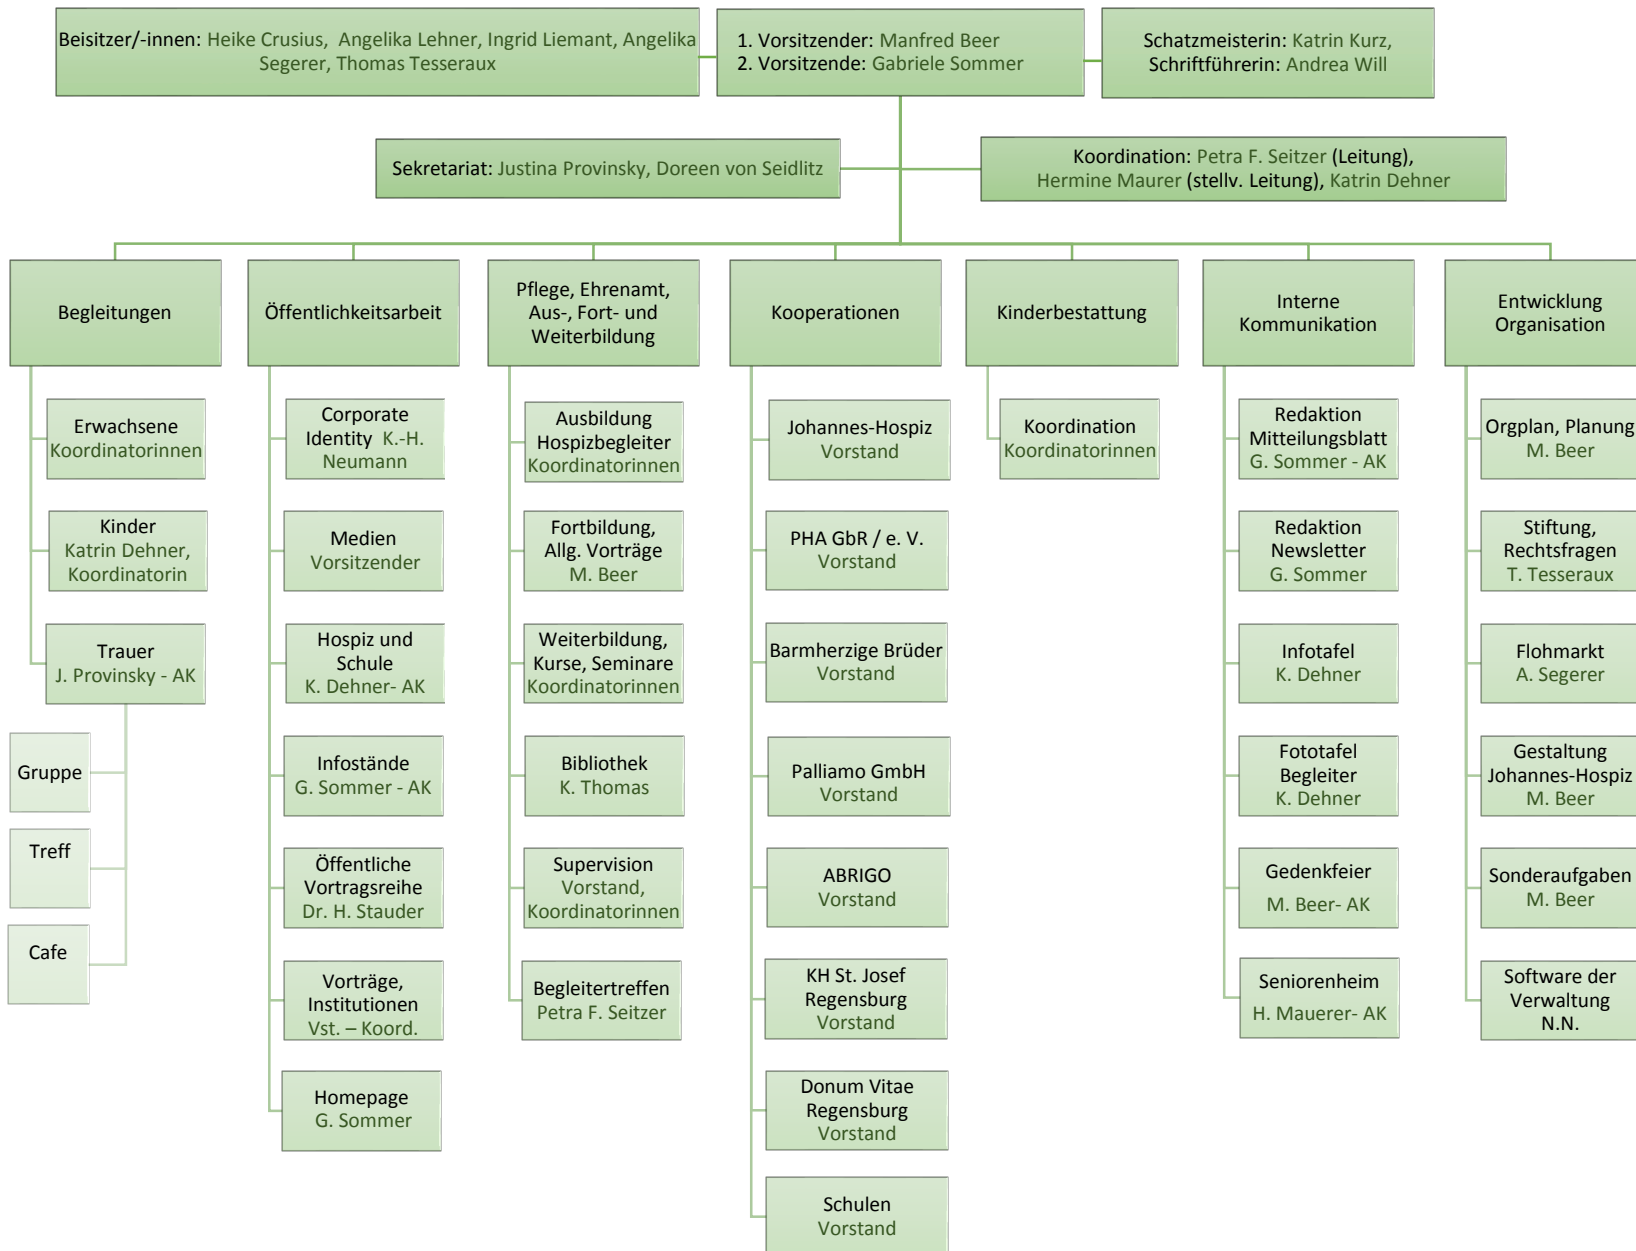 Beisitzer/-innen: Heike Crusius, Angelika Lehner, Ingrid Liemant, Angelika
Segerer, Thomas Tesseraux
1. Vorsitzender: Manfred Beer
2. Vorsitzende: Gabriele Sommer
Schatzmeisterin: Katrin Kurz,
Schriftführerin: Andrea Will
Sekretariat: Justina Provinsky, Doreen von Seidlitz
Koordination: Petra F. Seitzer (Leitung),
Hermine Maurer (stellv. Leitung), Katrin Dehner
Begleitungen
Erwachsene
Koordinatorinnen
Kinder
Katrin Dehner,
Koordinatorin
Trauer
J. Provinsky - AK
Gruppe
Treff
Cafe
Öffentlichkeitsarbeit
Corporate
Identity K.-H.
Neumann
Medien
Vorsitzender
Hospiz und
Schule
K. Dehner- AK
Infostände
G. Sommer - AK
Öffentliche
Vortragsreihe
Dr. H. Stauder
Vorträge,
Institutionen
Vst. – Koord.
Homepage
G. Sommer
Pflege, Ehrenamt,
Aus-, Fort- und
Weiterbildung
Ausbildung
Hospizbegleiter
Koordinatorinnen
Fortbildung,
Allg. Vorträge
M. Beer
Weiterbildung,
Kurse, Seminare
Koordinatorinnen
Bibliothek
K. Thomas
Supervision
Vorstand,
Koordinatorinnen
Begleitertreffen
Petra F. Seitzer
Kooperationen
Johannes-Hospiz
Vorstand
PHA GbR / e. V.
Vorstand
Barmherzige Brüder
Vorstand
Palliamo GmbH
Vorstand
ABRIGO
Vorstand
KH St. Josef
Regensburg
Vorstand
Donum Vitae
Regensburg
Vorstand
Schulen
Vorstand
Kinderbestattung
Koordination
Koordinatorinnen
Interne
Kommunikation
Redaktion
Mitteilungsblatt
G. Sommer - AK
Redaktion
Newsletter
G. Sommer
Infotafel
K. Dehner
Fototafel
Begleiter
K. Dehner
Gedenkfeier
M. Beer- AK
Seniorenheim
H. Mauerer- AK
Entwicklung
Organisation
Orgplan, Planung
M. Beer
Stiftung,
Rechtsfragen
T. Tesseraux
Flohmarkt
A. Segerer
Gestaltung
Johannes-Hospiz
M. Beer
Sonderaufgaben
M. Beer
Software der
Verwaltung
N.N.